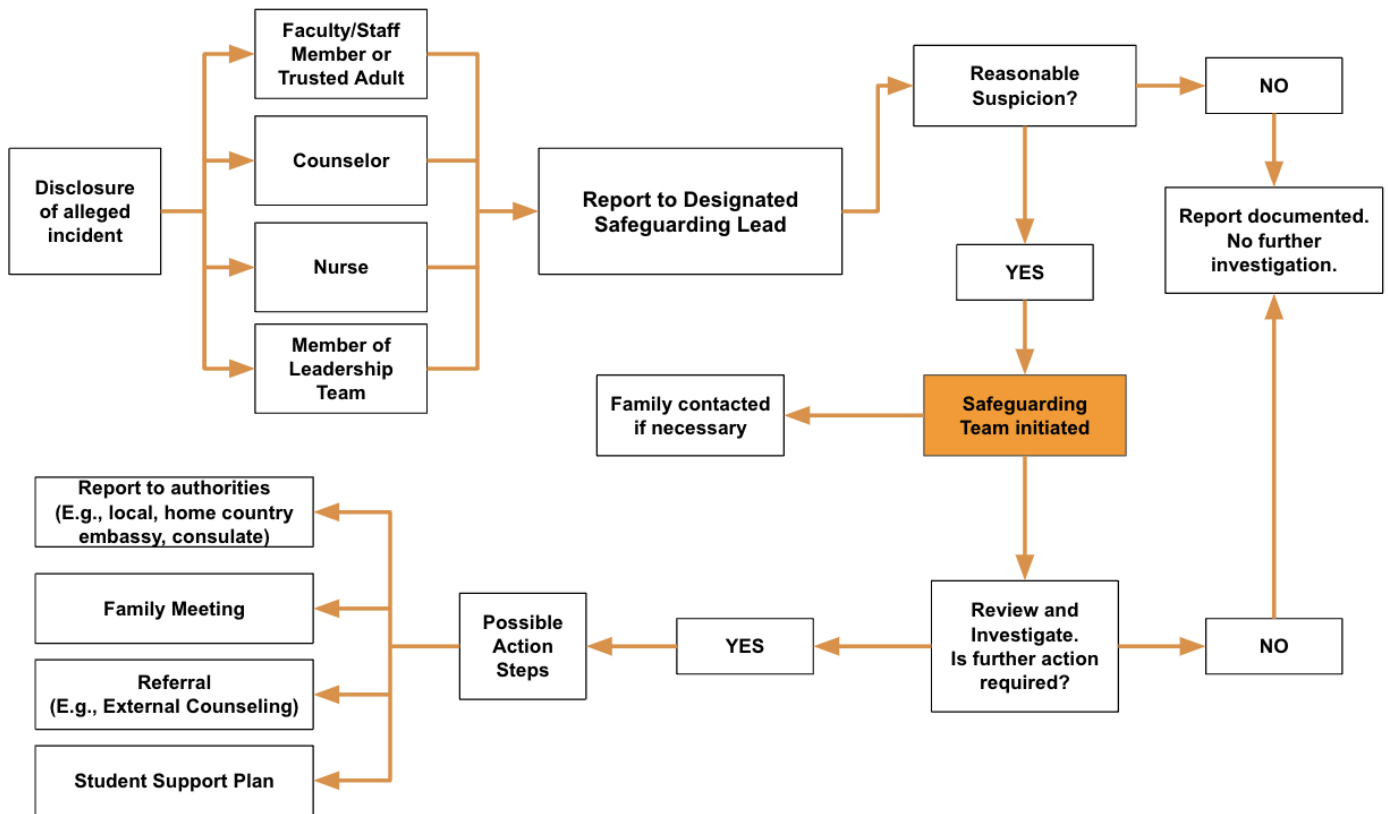 Disclosure
of alleged
incident
Faculty/Staff
Member or
Trusted Adult
Counselor
Nurse
Member of
Leadership
Team
Report to Designated
Safeguarding Lead
Reasonable
Suspicion?
NO
Report documented.
No further
investigation.
YES
Safeguarding
Team initiated
Family contacted
if necessary
Review and
Investigate.
Is further action
required?
NO
YES
Possible
Action
Steps
Report to authorities
(E.g., local, home country
embassy, consulate)
Family Meeting
Referral
(E.g., External Counseling)
Student Support Plan